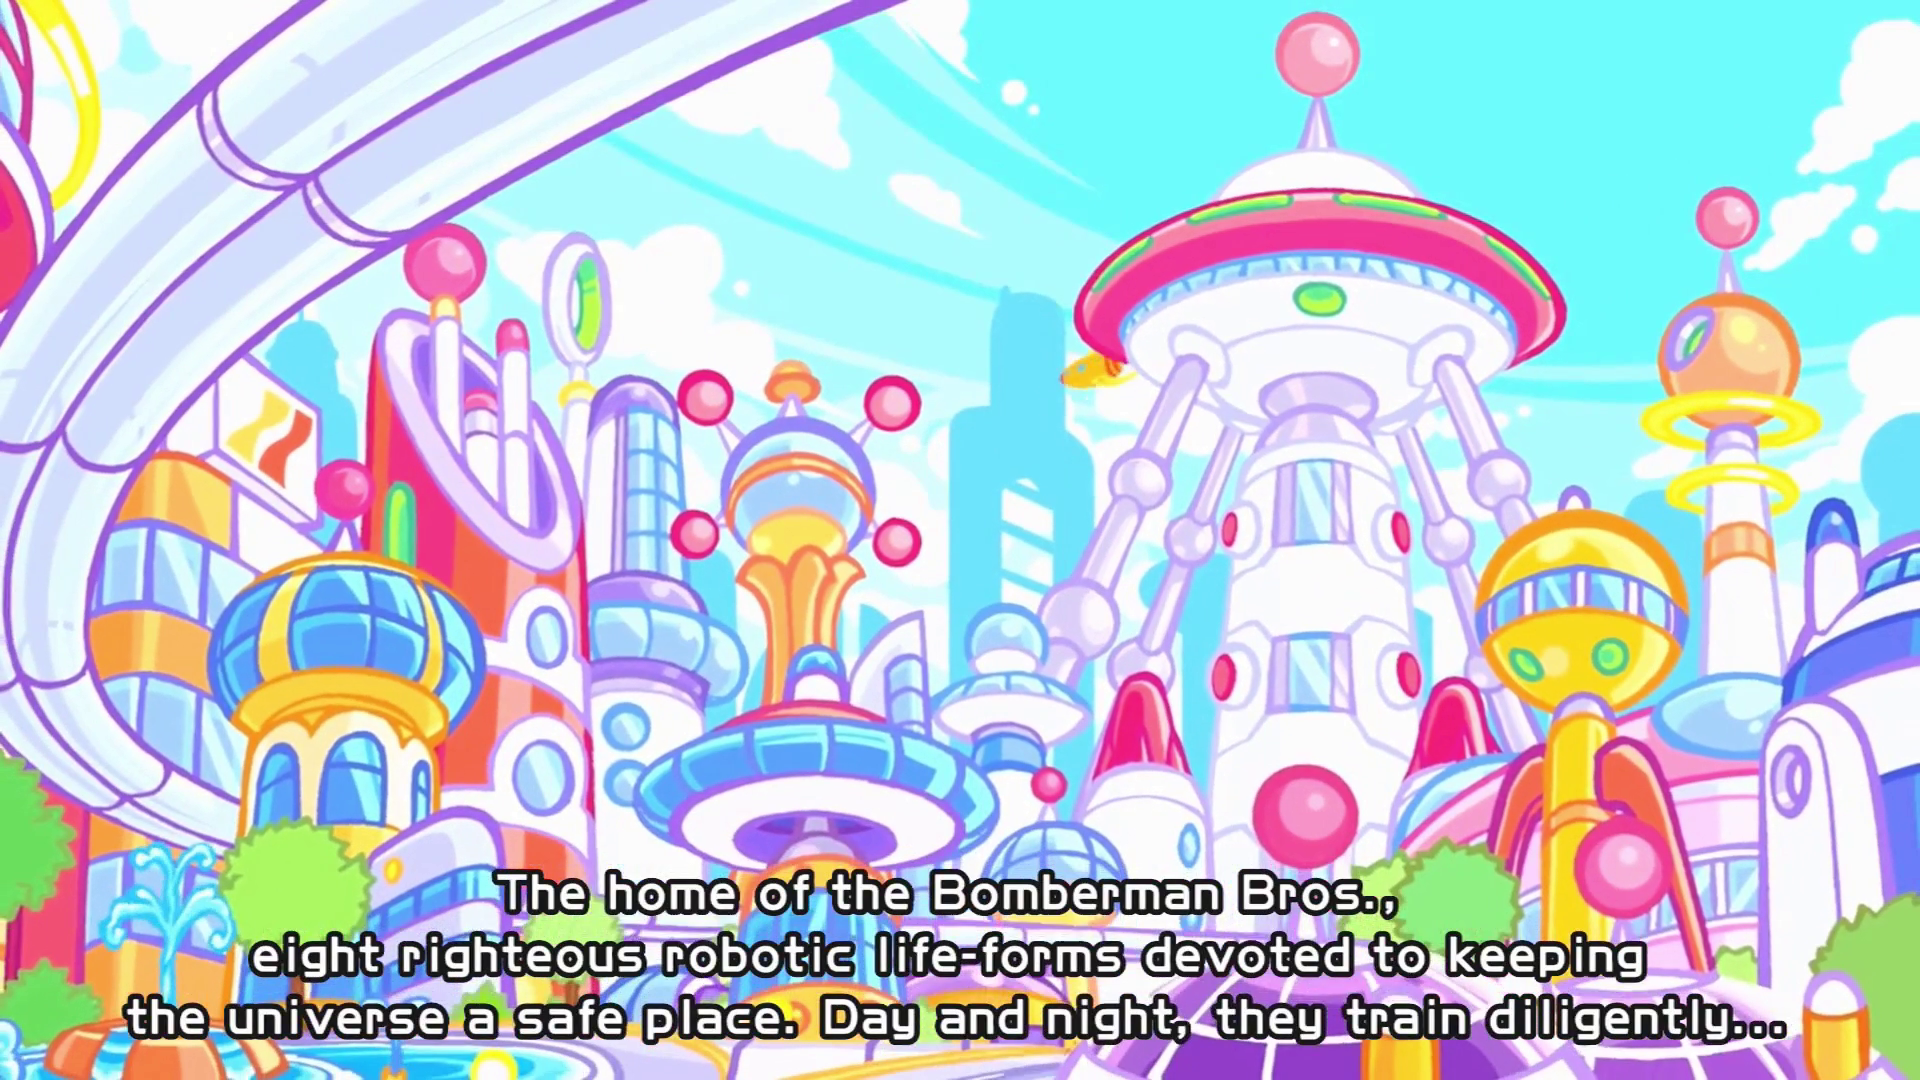 The home of the Bomberman Bros.,
eight righteous robotic life-forms devoted to keeping
the universe a safe place. Day and night, they train diligently...